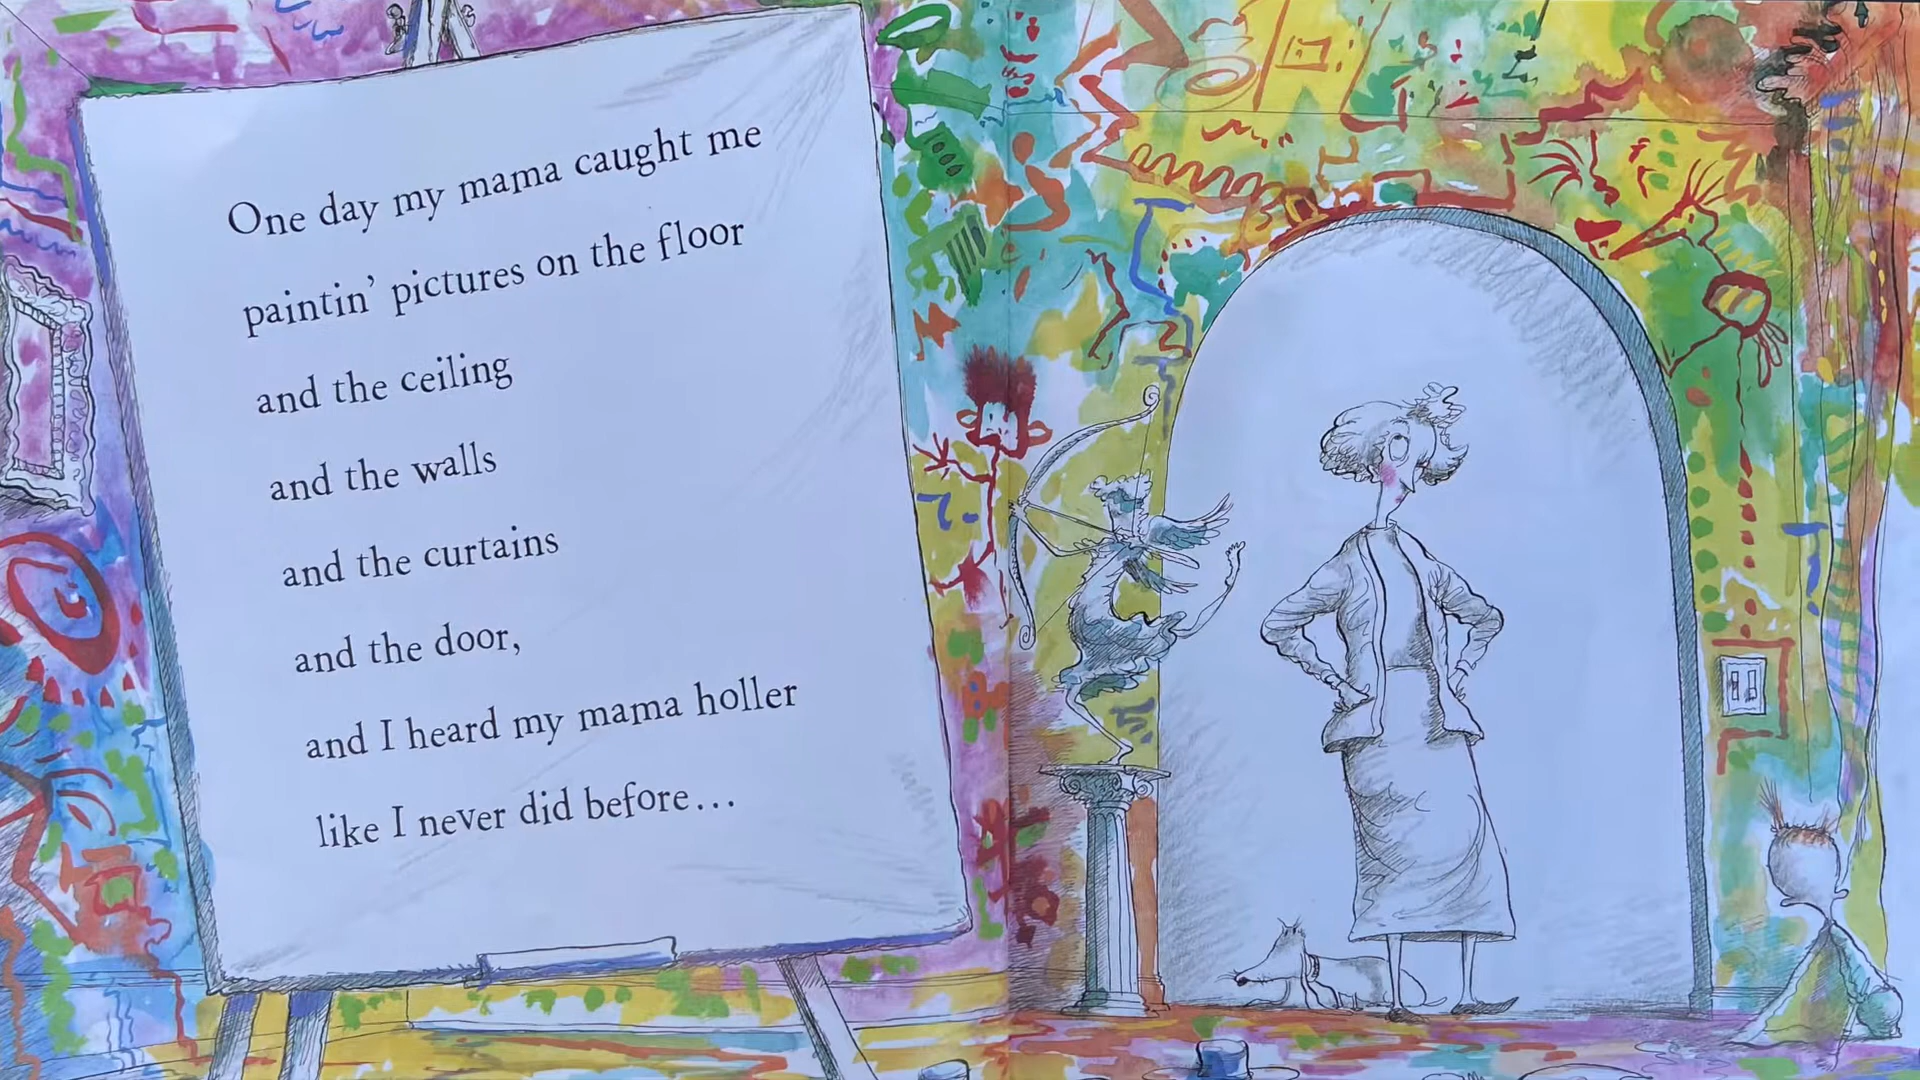 One day my mama caught me
paintin’ pictures on the floor
and the ceiling
and the walls
and the curtains
and the door,
and I heard my mama holler
like I never did before...